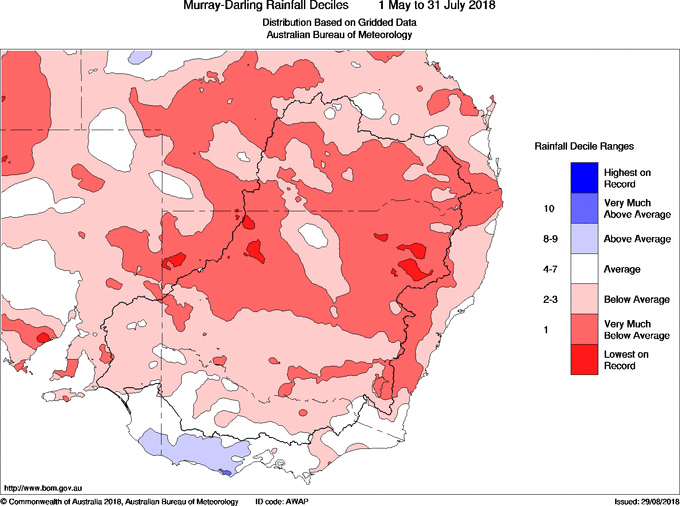 Murray-Darling Rainfall Deciles 1 May to 31 July 2018
Distribution Based on Gridded Data
Australian Bureau of Meteorology
Rainfall Decile Ranges
Highest on
Record
10 Very Much
Above Average
8-9 Above Average
4-7 Average
2-3 Below Average
1 Very Much
Below Average
Lowest on
Record
http://www.bom.gov.au
© Commonwealth of Australia 2018, Australian Bureau of Meteorology ID code: AWAP Issued: 29/08/2018